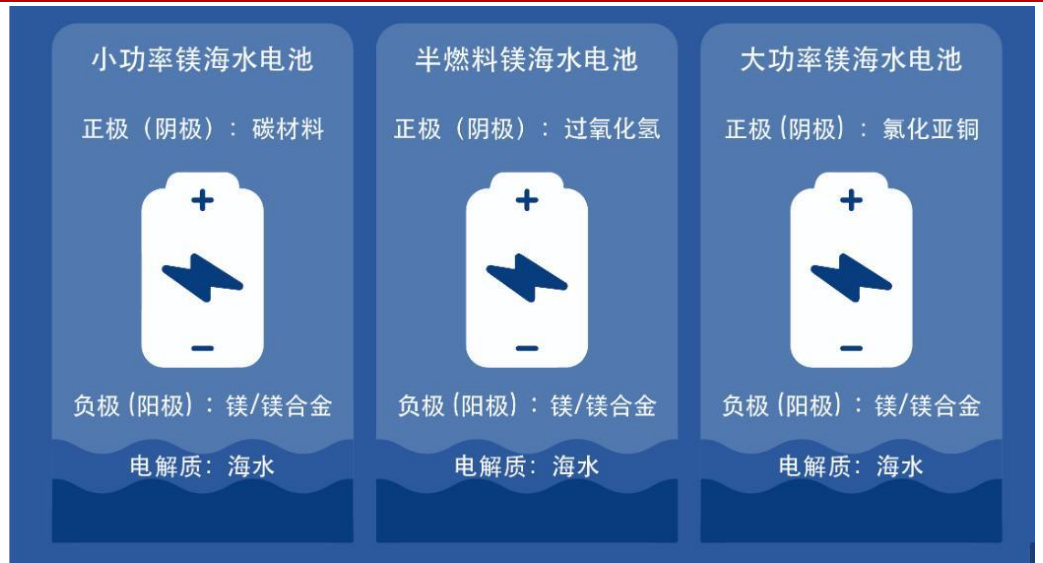 小功率镁海水电池
正极（阴极）：碳材料
+
−
负极 (阳极)：镁/镁合金
电解质：海水
半燃料镁海水电池
正极（阴极）：过氧化氢
+
−
负极 (阳极)：镁/镁合金
电解质：海水
大功率镁海水电池
正极 (阴极)：氯化亚铜
+
−
负极 (阳极)：镁/镁合金
电解质：海水